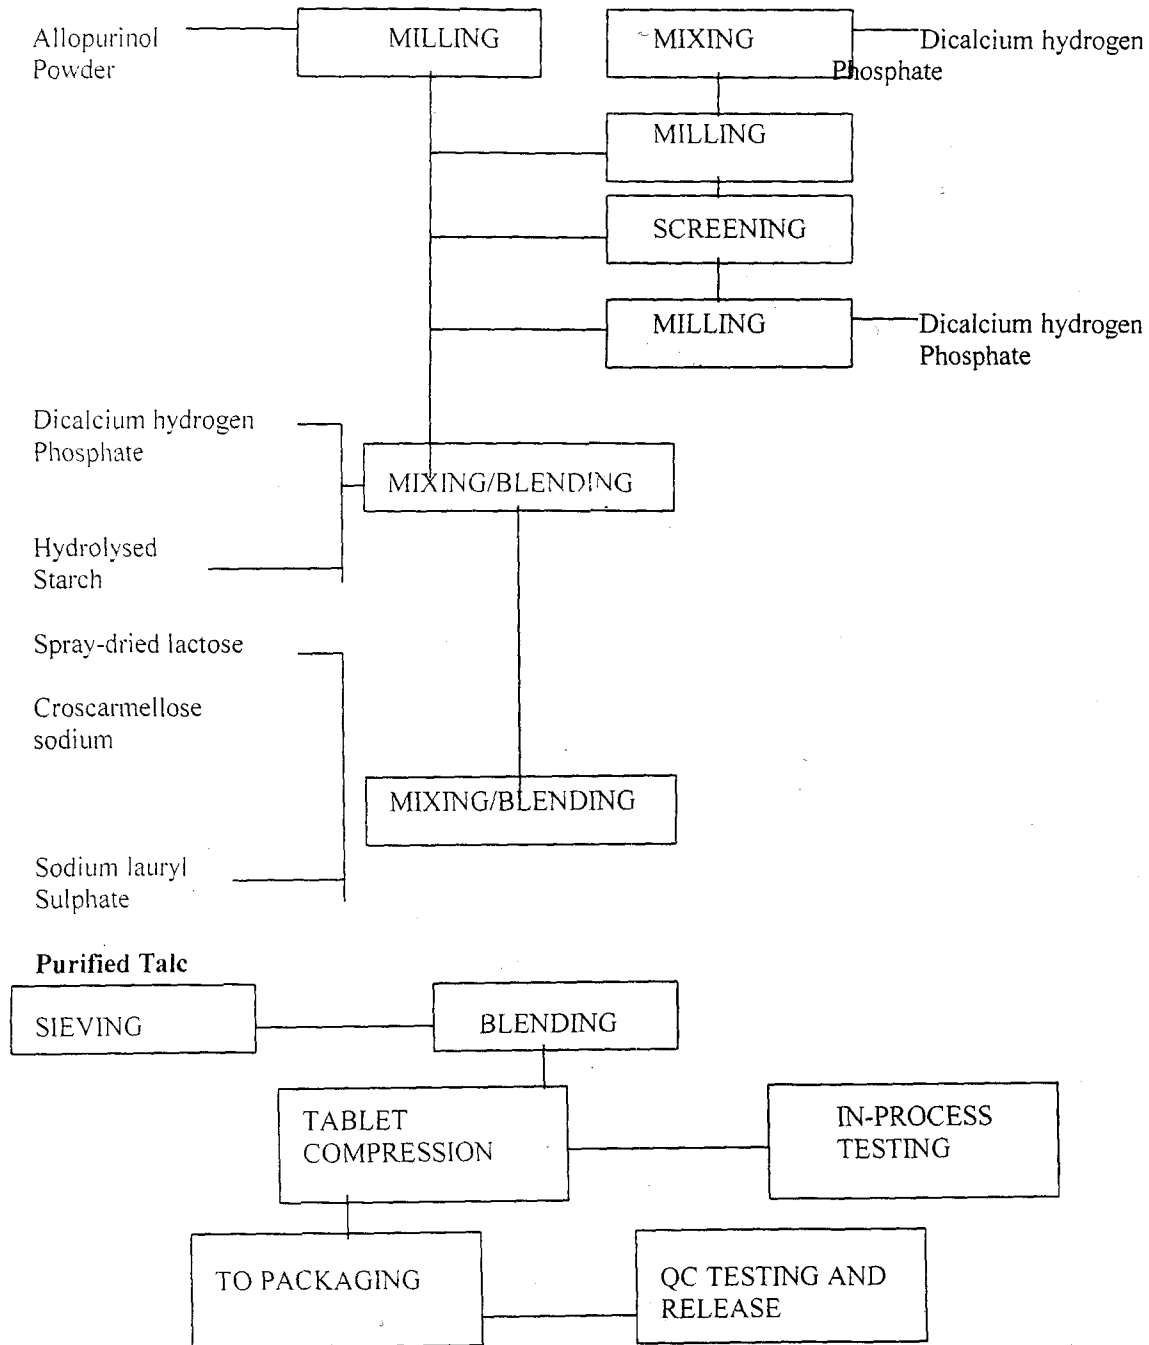 Allopurinol
Powder
MILLING
MIXING
Dicalcium hydrogen
Phosphate
MILLING
SCREENING
MILLING
Dicalcium hydrogen
Phosphate
Dicalcium hydrogen
Phosphate
MIXING/BLENDING
Hydrolysed
Starch
Spray-dried lactose
Croscarmellose
sodium
MIXING/BLENDING
Sodium lauryl
Sulphate
Purified Talc
SIEVING
BLENDING
TABLET
COMPRESSION
IN-PROCESS
TESTING
TO PACKAGING
QC TESTING AND
RELEASE